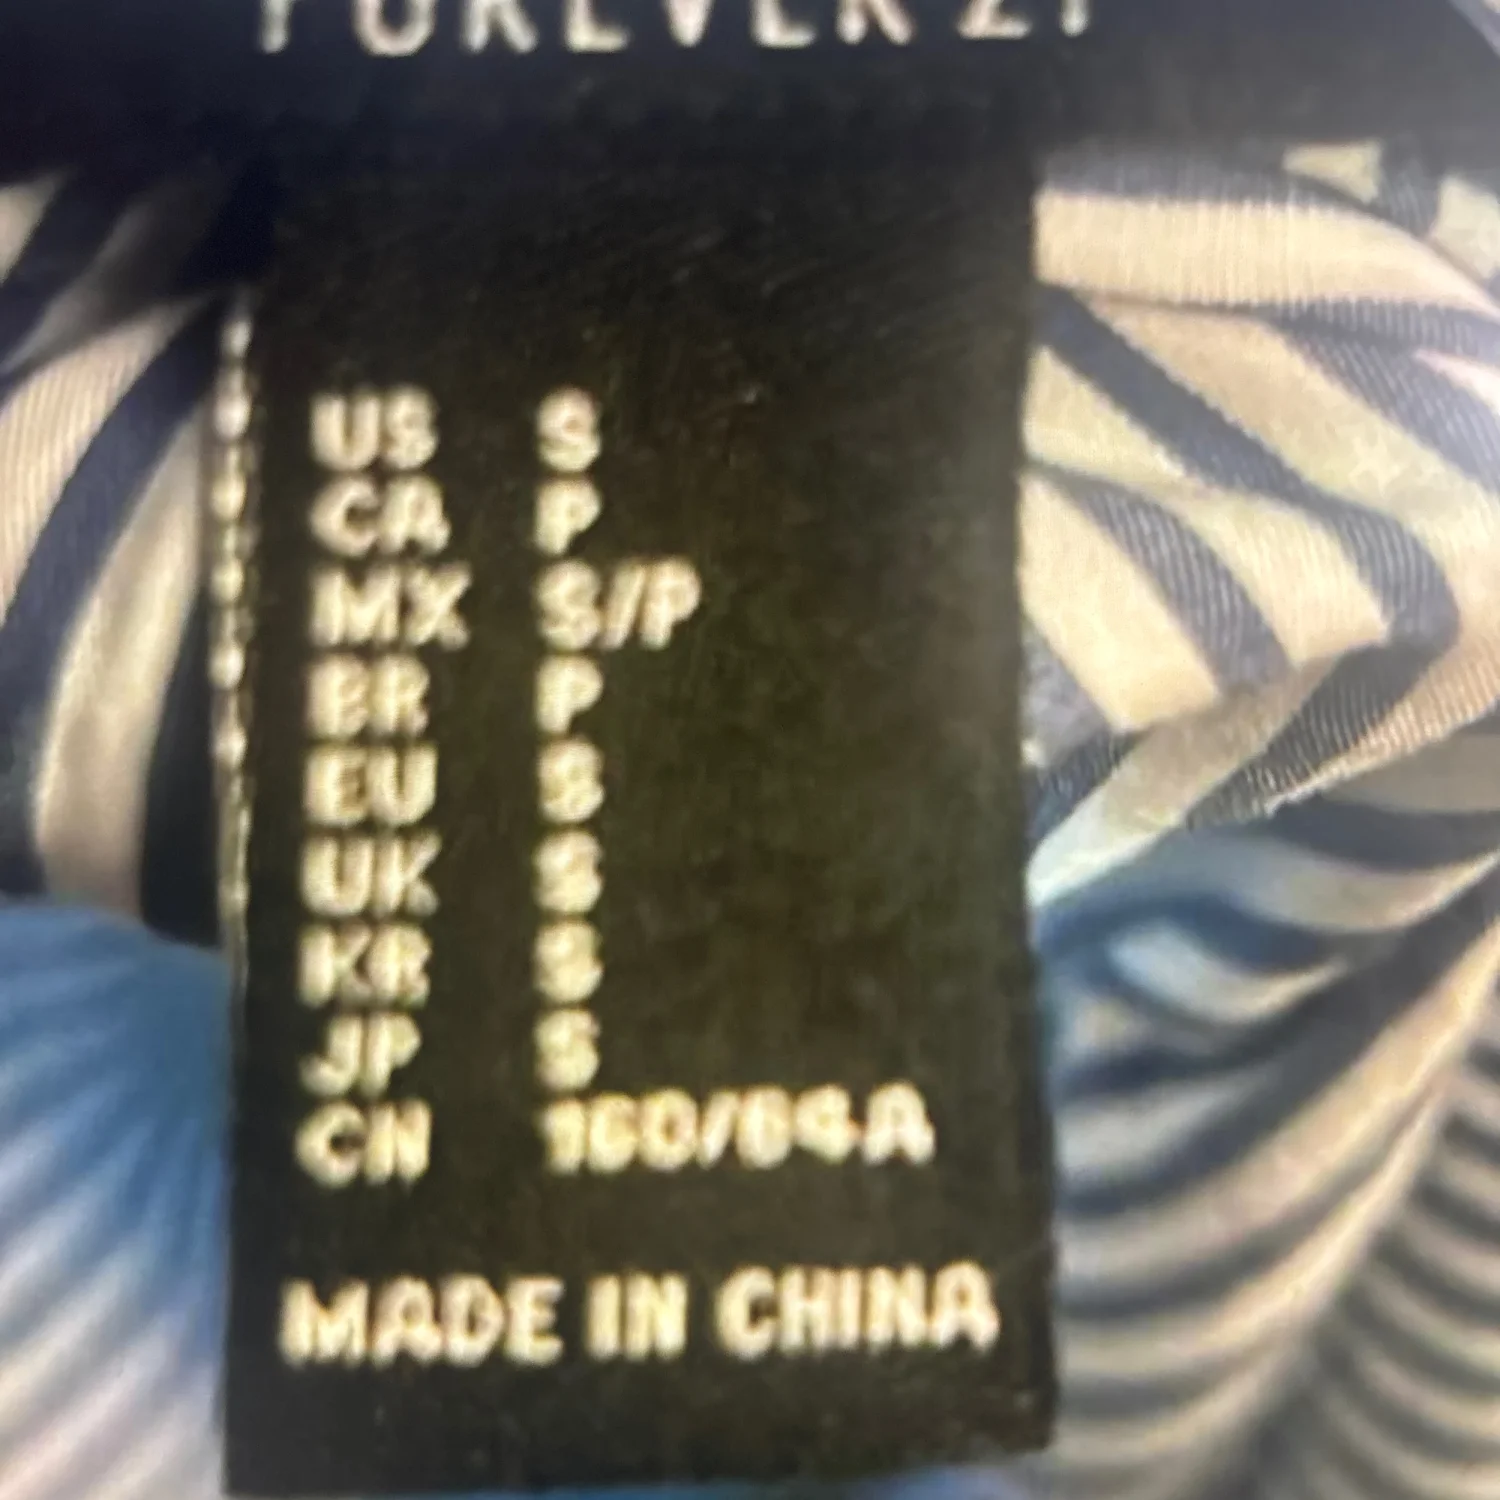 FOREVER 21
US S
CA P
MX S/P
BR P
EU S
UK S
KR S
JP S
CN 160/84A
MADE IN CHINA